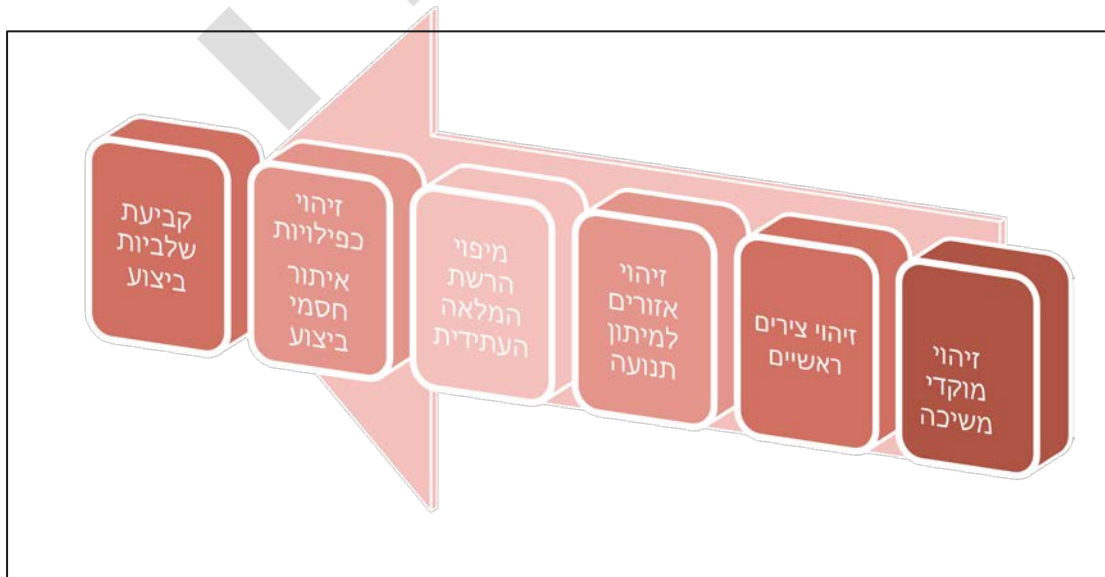 זיהוי
מוקדי
משיכה
זיהוי צירים
ראשיים
זיהוי
אזורים
למיתון
תנועה
מיפוי
הרשת
המלאה
העתידית
זיהוי
כפילויות
איתור
חסמי
ביצוע
קביעת
שלביות
ביצוע